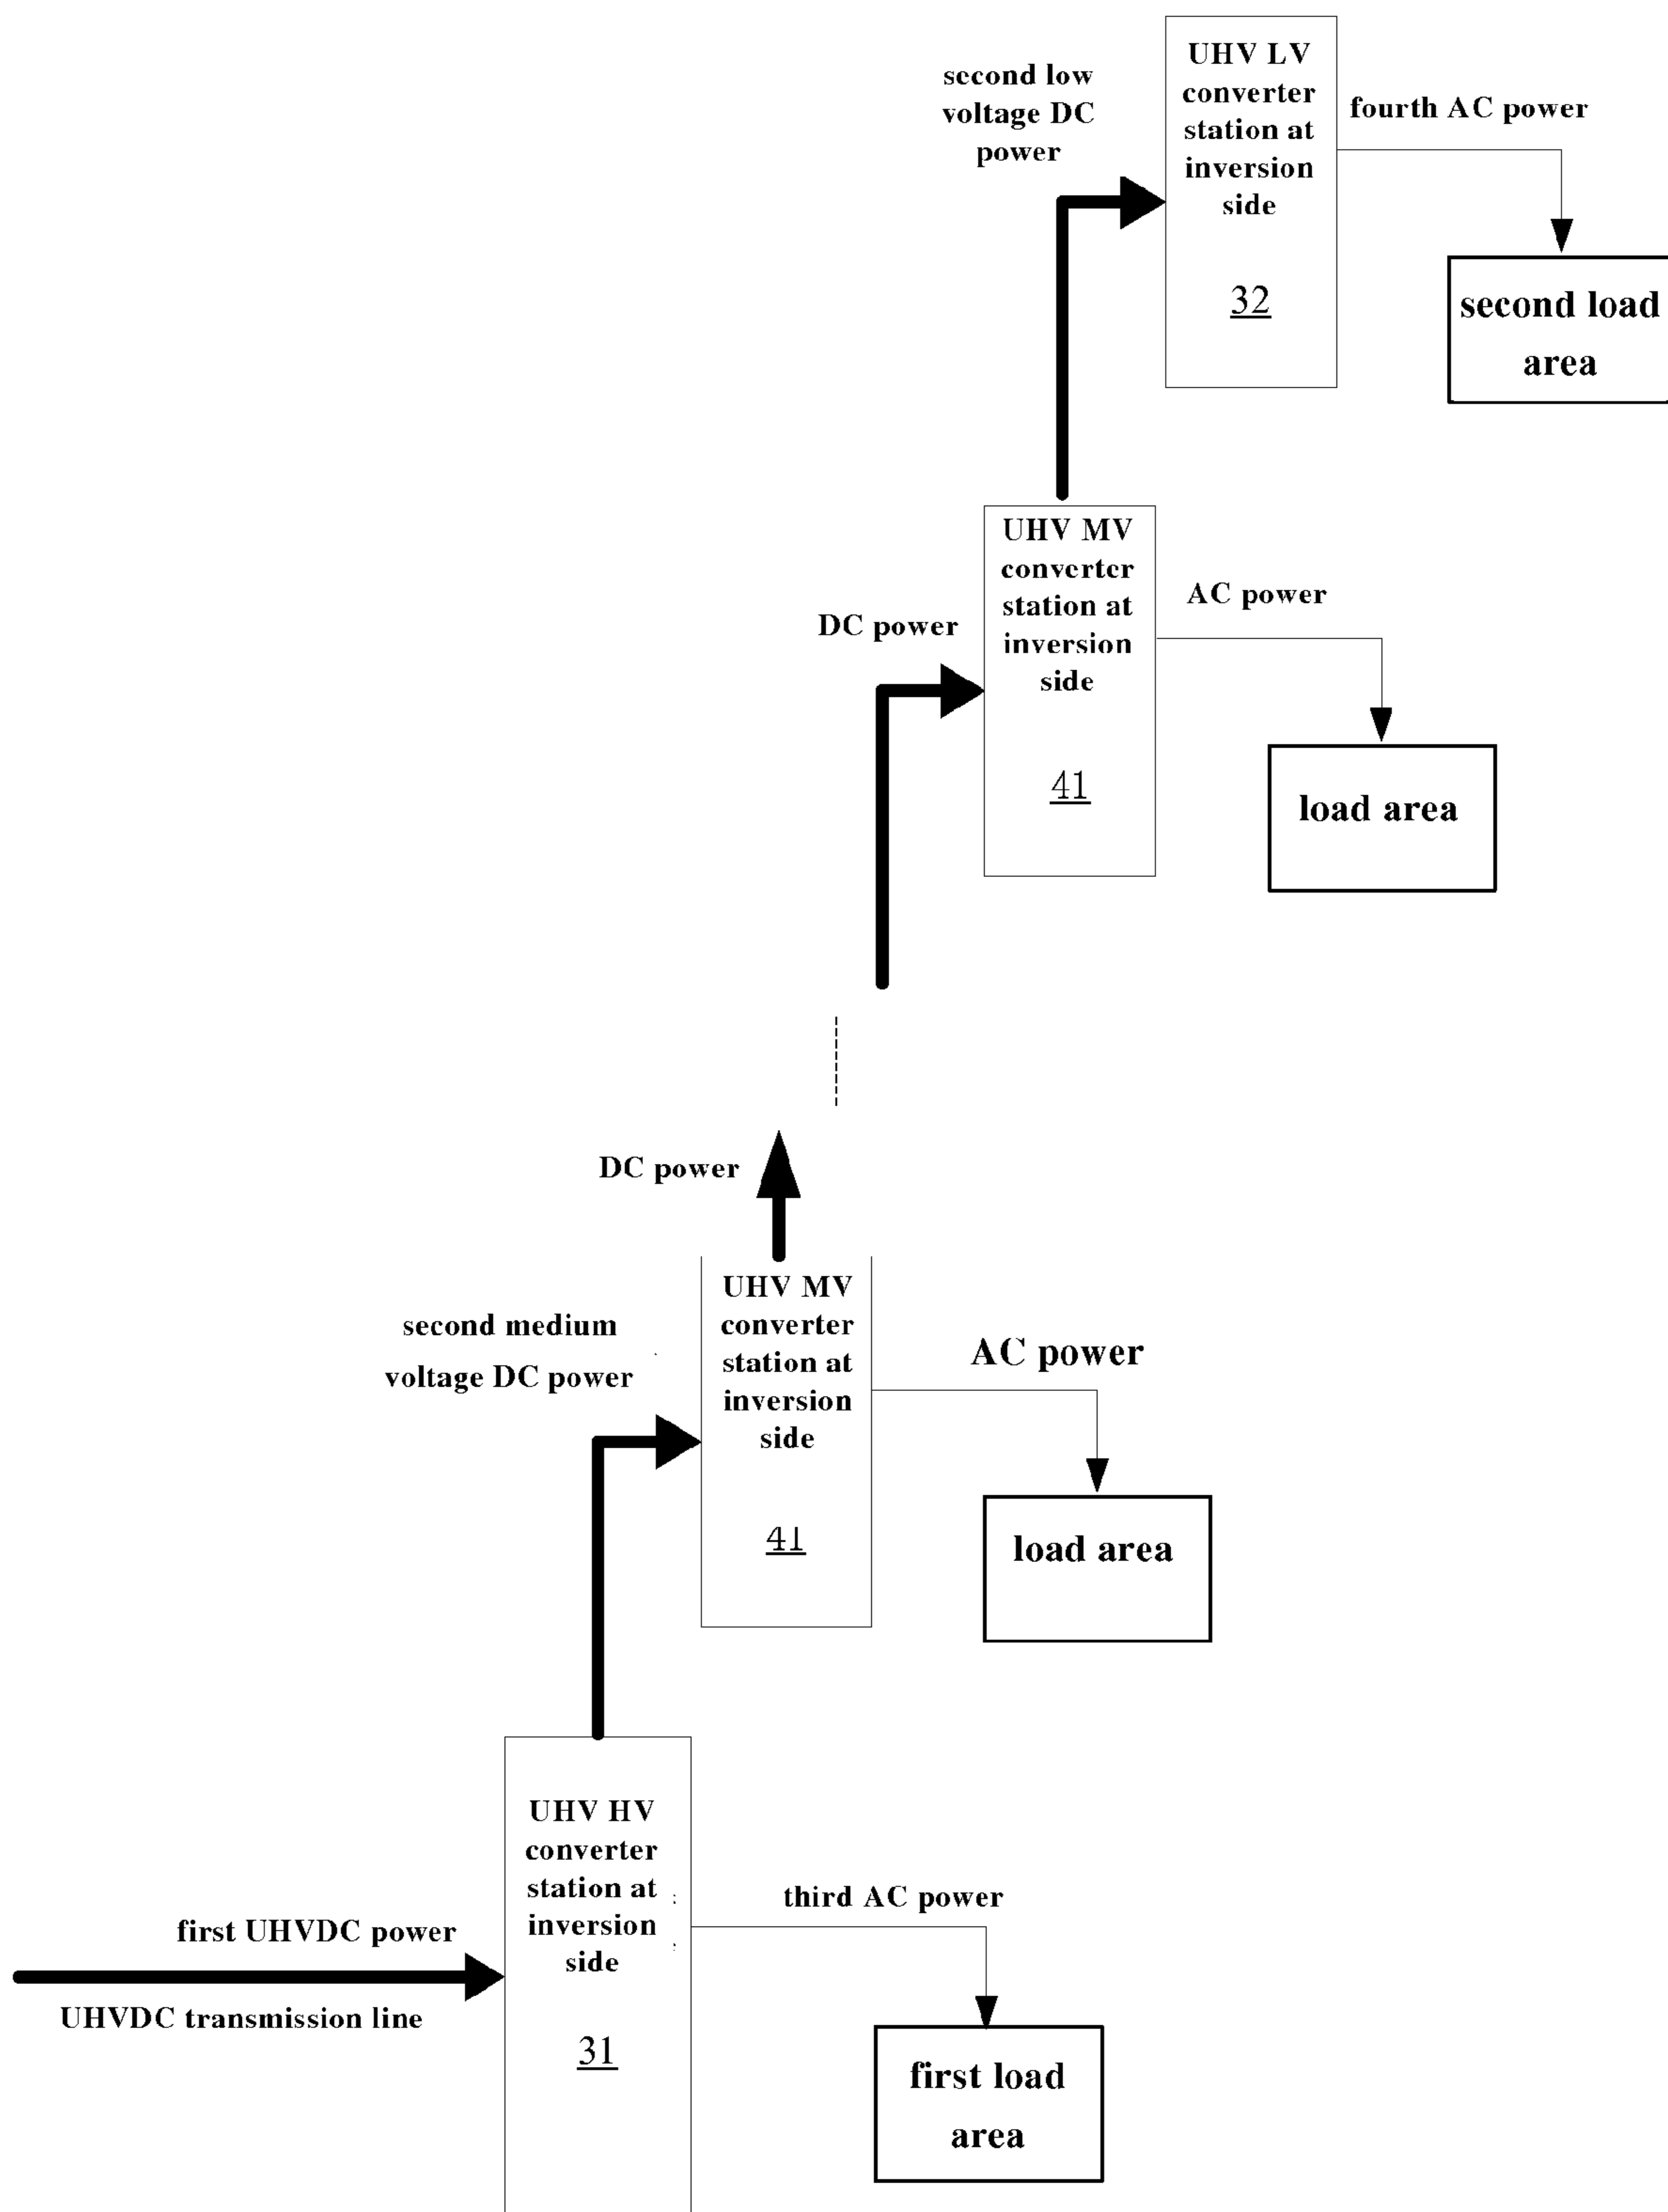 second low
voltage DC
power
UHV LV
converter
station at
inversion
side
32
fourth AC power
second load
area
DC power
UHV MV
converter
station at
inversion
side
41
AC power
load area
DC power
second medium
voltage DC power
UHV MV
converter
station at
inversion
side
41
AC power
load area
first UHVDC power
UHVDC transmission line
UHV HV
converter
station at
inversion
side
31
third AC power
first load
area